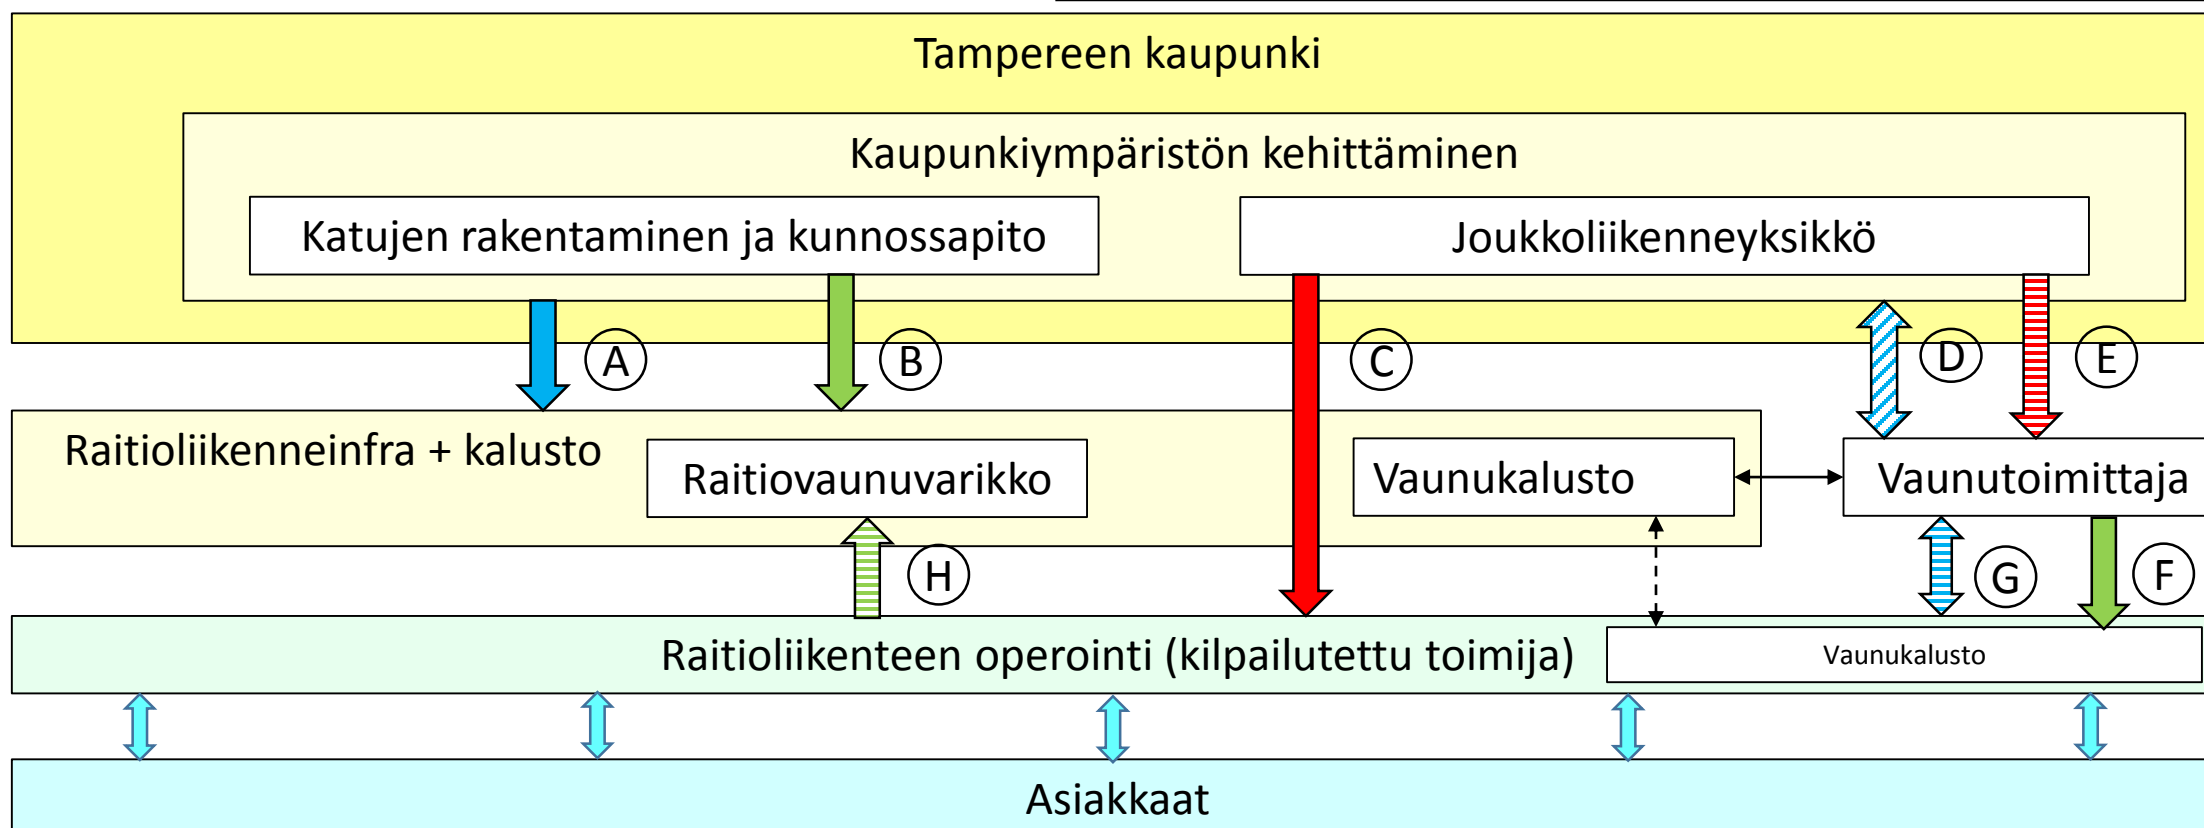 Tampereen kaupunki
Kaupunkiympäristön kehittäminen
Katujen rakentaminen ja kunnossapito
Joukkoliikenneyksikkö
A
B
C
D
E
Raitioliikenneinfra + kalusto
Raitiovaunuvarikko
Vaunukalusto
Vaunutoimittaja
H
G
F
Raitioliikenteen operointi (kilpailutettu toimija)
Vaunukalusto
Asiakkaat